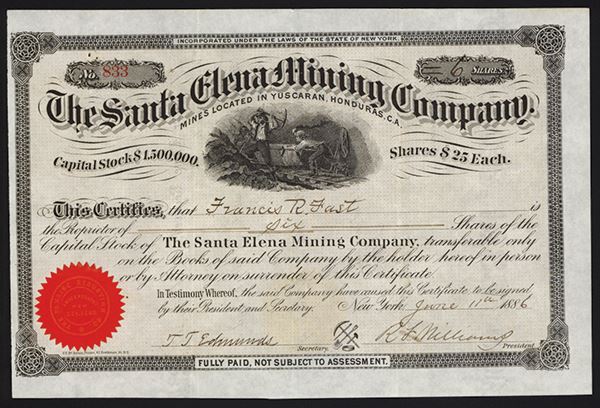 INCORPORATED UNDER THE LAWS OF THE STATE OF NEW YORK.
No. 833
6 SHARES
The Santa Elena Mining Company.
MINES LOCATED IN YUSCARAN, HONDURAS, C.A.
Capital Stock $1,500,000.
Shares $25 Each.
This Certifies, that Francis R. Fast is
the Proprietor of Six Shares of the
Capital Stock of The Santa Elena Mining Company, transferable only
on the Books of said Company by the holder hereof in person
or by Attorney on surrender of this Certificate
In Testimony Whereof, the said Company have caused this Certificate to be signed
by their President and Secretary. New York, June 11th 1886
T. T. Edmunds
Secretary.
R. Williams
President
FULLY PAID, NOT SUBJECT TO ASSESSMENT.